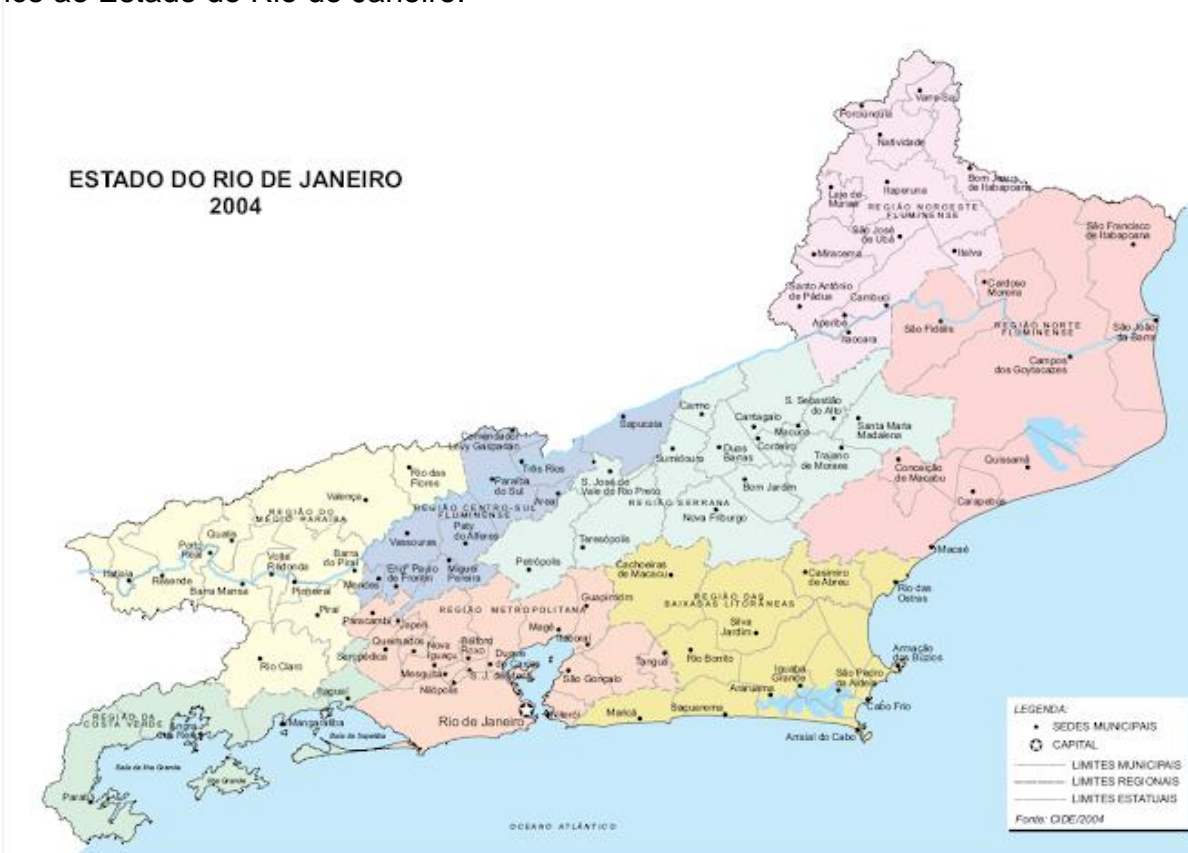 ao Estado do Rio de Janeiro.
ESTADO DO RIO DE JANEIRO
2004
Varre-Sai
Porciúncula
Natividade
Bom Jesus
de Itabapoana
Itaperuna
Laje do
Muriaé
REGIÃO NOROESTE
FLUMINENSE
São José
de Ubá
São Francisco
de Itabapoana
Miracema
Italva
Santo Antônio
de Pádua
Cambuci
Cardoso
Moreira
Aperibé
São Fidélis
REGIÃO NORTE
FLUMINENSE
São João
da Barra
Itaocara
Campos
dos Goytacazes
Sapucaia
Carmo
Cantagalo
S. Sebastião
do Alto
Macuco
Santa Maria
Madalena
Comendador
Levy Gasparian
Sumidouro
Duas
Barras
Cordeiro
Trajano
de Moraes
Conceição
de Macabu
Quissamã
Três Rios
Rio das
Flores
Paraíba
do Sul
S. José do
Vale do Rio Preto
Bom Jardim
Carapebus
Valença
Areal
REGIÃO SERRANA
REGIÃO DO
MÉDIO PARAÍBA
REGIÃO CENTRO-SUL
FLUMINENSE
Nova Friburgo
Paty
do Alferes
Vassouras
Quatis
Porto
Real
Teresópolis
Macaé
Volta
Redonda
Barra
do Piraí
Petrópolis
Cachoeiras
de Macacu
Casimiro
de Abreu
Itatiaia
Resende
Barra Mansa
Pinheiral
Mendes
Engº Paulo
de Frontin
Miguel
Pereira
Rio das
Ostras
REGIÃO DAS
BAIXADAS LITORÂNEAS
Guapimirim
Piraí
Paracambi
Japeri
REGIÃO METROPOLITANA
Magé
Itaboraí
Silva
Jardim
Queimados
Nova
Iguaçu
Belford
Roxo
Duque
de Caxias
Seropédica
Rio Claro
Tanguá
Rio Bonito
Armação
dos Búzios
Mesquita
S. J. de Meriti
São Gonçalo
Nilópolis
Iguaba
Grande
São Pedro
da Aldeia
Itaguaí
Araruama
Cabo Frio
REGIÃO DA
COSTA VERDE
Angra
dos Reis
Mangaratiba
Rio de Janeiro
Niterói
Maricá
Saquarema
Arraial do Cabo
Baía de Sepetiba
Baía da Ilha Grande
Ilha Grande
Parati
OCEANO ATLÂNTICO
LEGENDA:
SEDES MUNICIPAIS
CAPITAL
LIMITES MUNICIPAIS
LIMITES REGIONAIS
LIMITES ESTATUAIS
Fonte: CIDE/2004